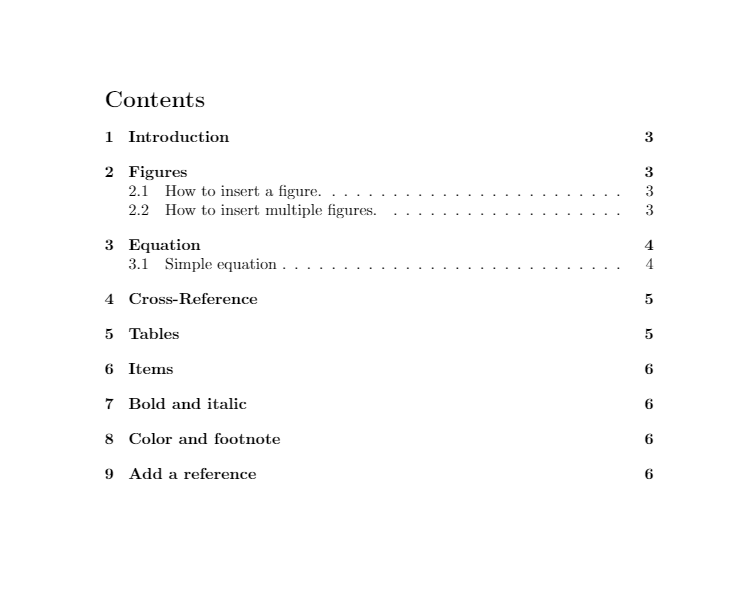 Contents
1 Introduction 3
2 Figures 3
2.1 How to insert a figure. . . . . . . . . . . . . . . . . . . . . . . . . 3
2.2 How to insert multiple figures. . . . . . . . . . . . . . . . . . . . 3
3 Equation 4
3.1 Simple equation . . . . . . . . . . . . . . . . . . . . . . . . . . . . 4
4 Cross-Reference 5
5 Tables 5
6 Items 6
7 Bold and italic 6
8 Color and footnote 6
9 Add a reference 6